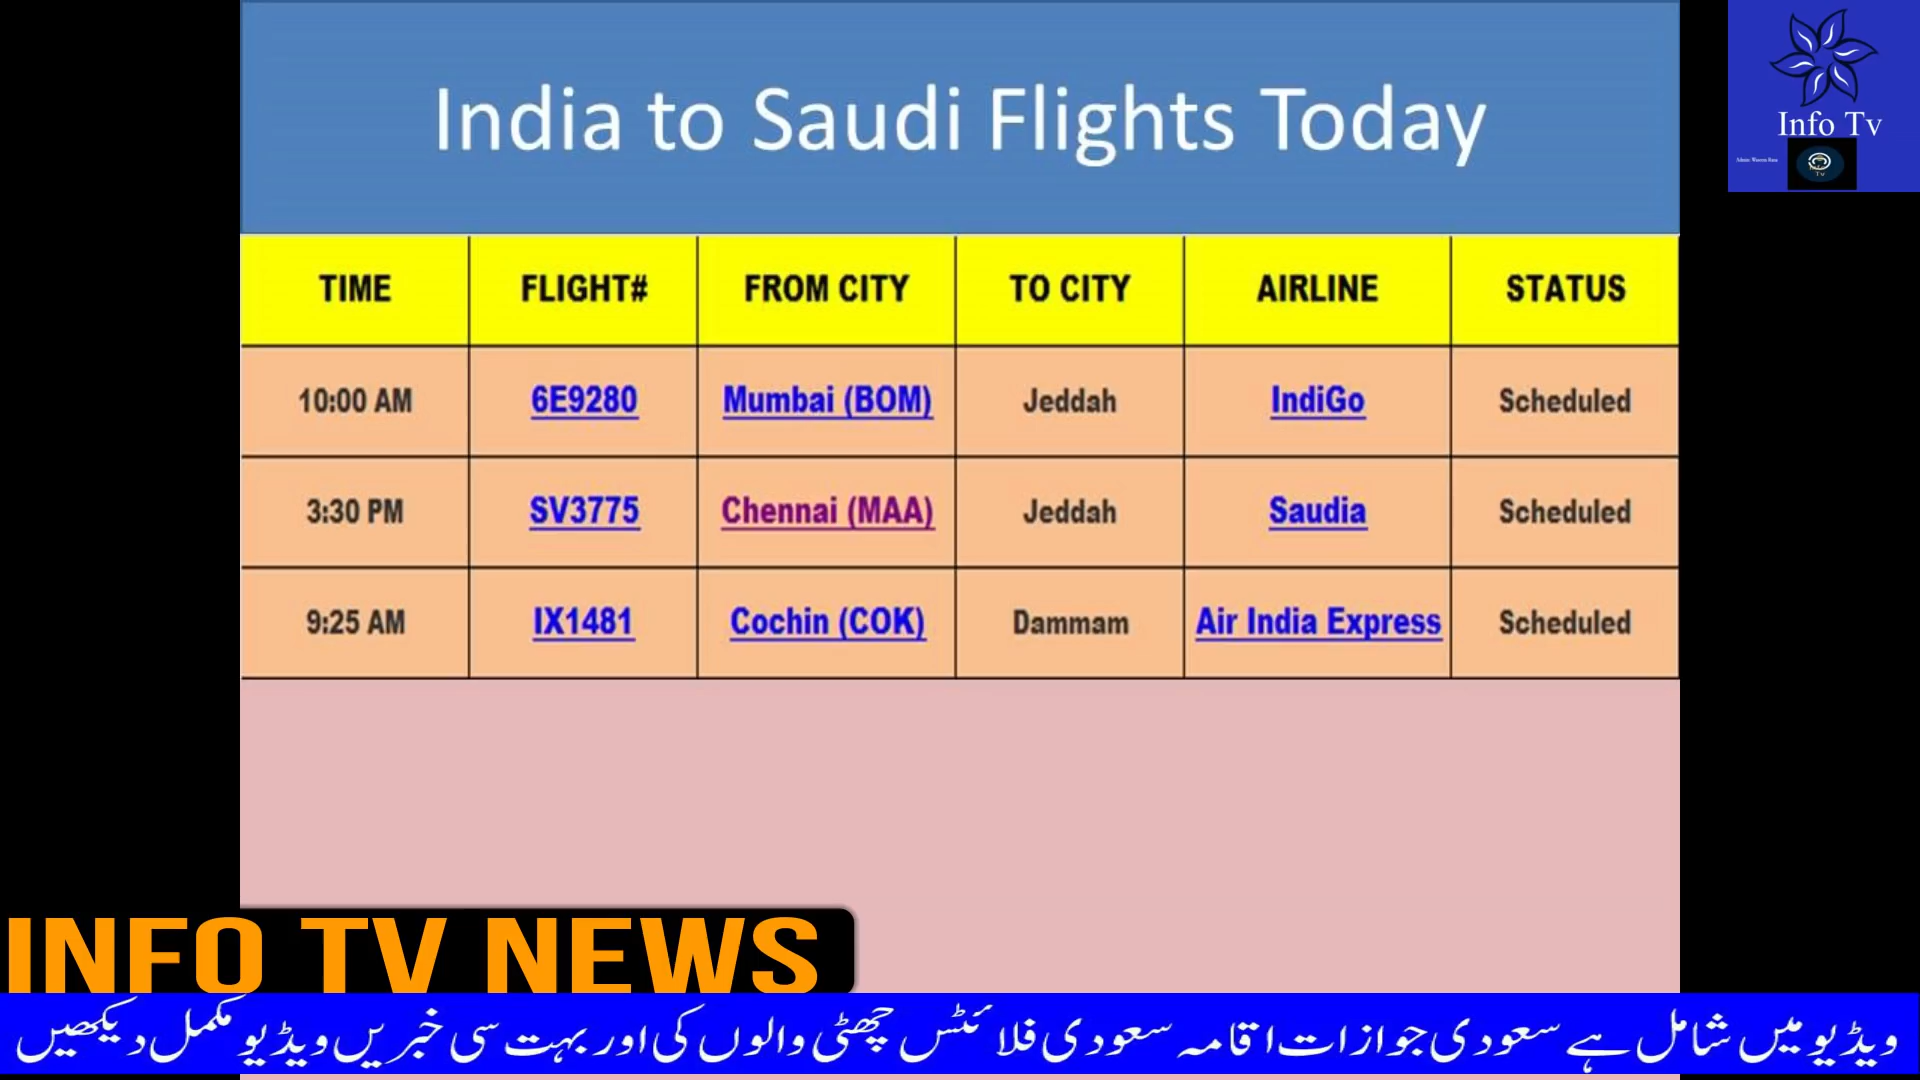 India to Saudi Flights Today
Info Tv
TIME FLIGHT# FROM CITY TO CITY AIRLINE STATUS
10:00 AM 6E9280 Mumbai (BOM) Jeddah IndiGo Scheduled
3:30 PM SV3775 Chennai (MAA) Jeddah Saudia Scheduled
9:25 AM IX1481 Cochin (COK) Dammam Air India Express Scheduled
INFO TV NEWS
ویڈیو میں شامل ہے سعودی جوازات اقامہ سعودی فلائٹس چھٹی والوں کی اور بہت سی خبریں ویڈیو مکمل دیکھیں